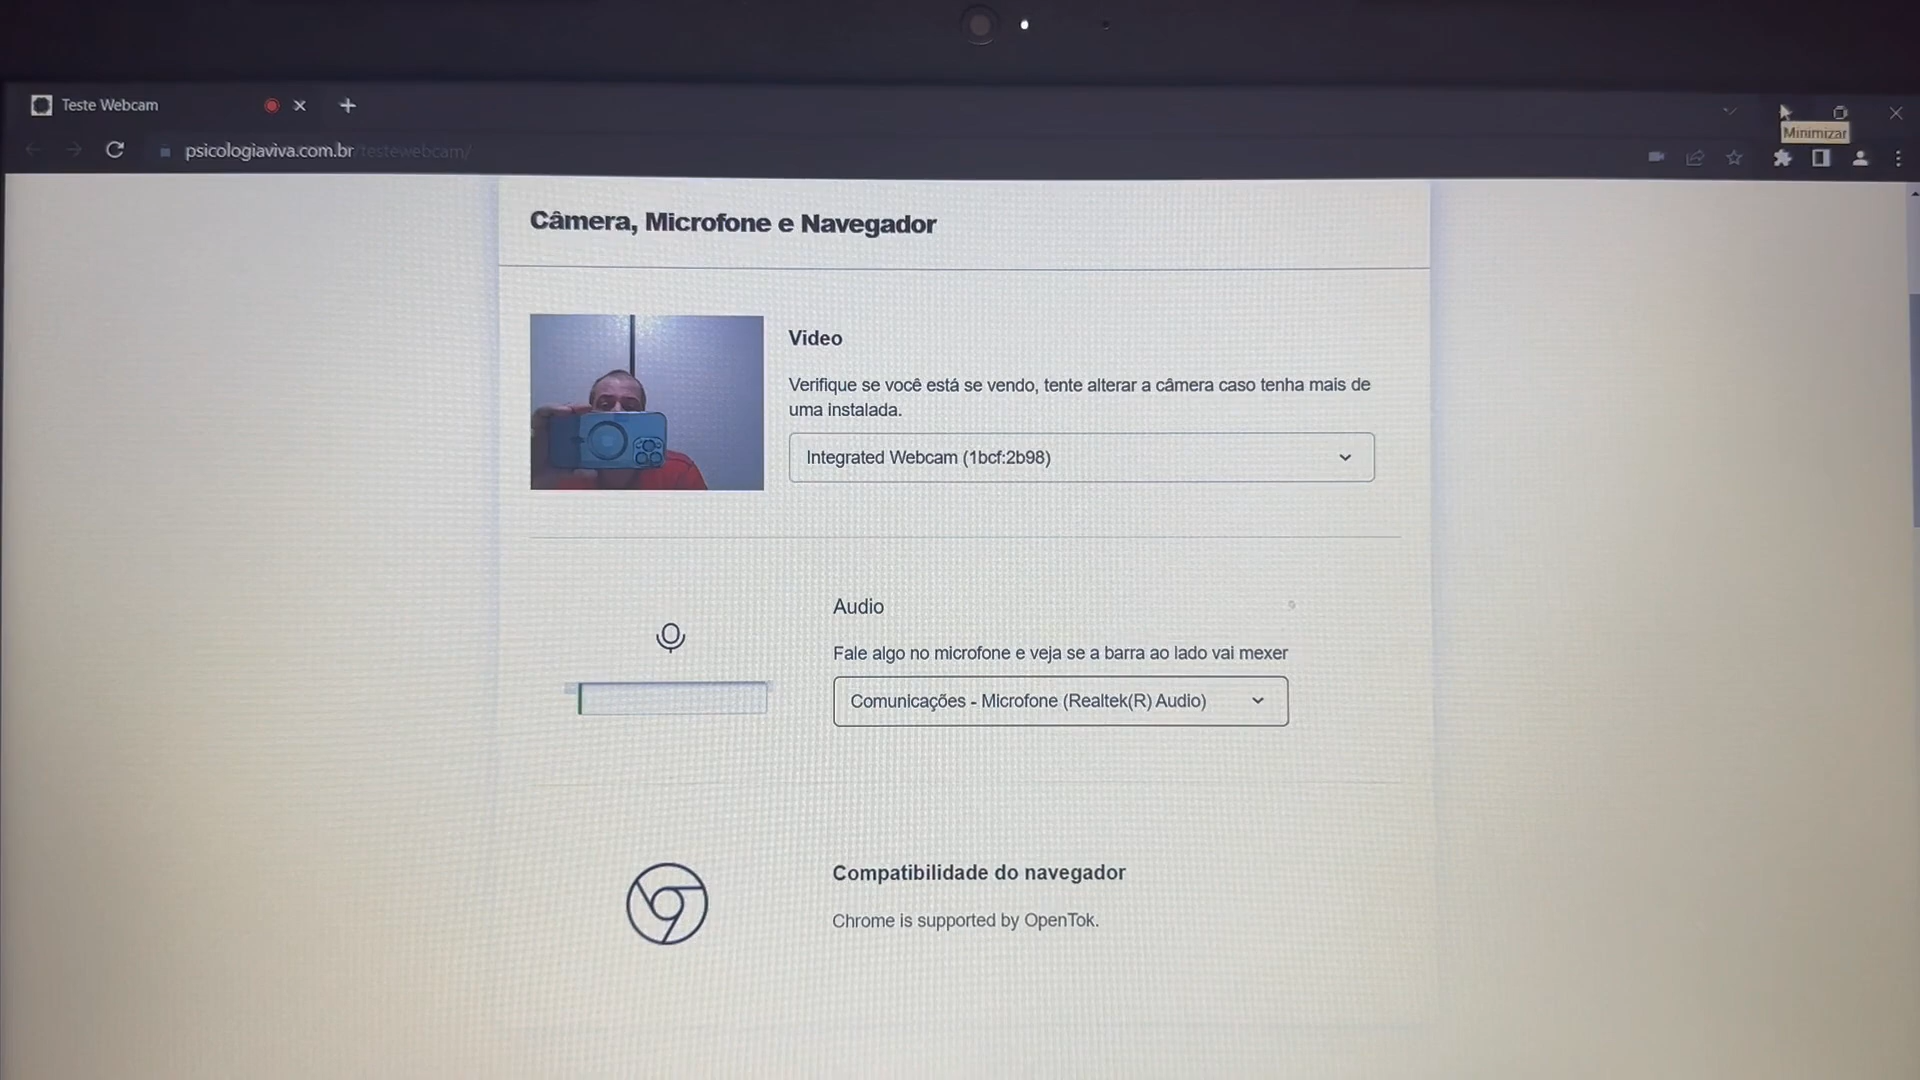 Teste Webcam
Minimizar
psicologiaviva.com.br/testewebcam/
Câmera, Microfone e Navegador
Video
Verifique se você está se vendo, tente alterar a câmera caso tenha mais de
uma instalada.
Integrated Webcam (1bcf:2b98)
Audio
Fale algo no microfone e veja se a barra ao lado vai mexer
Comunicações - Microfone (Realtek(R) Audio)
Compatibilidade do navegador
Chrome is supported by OpenTok.